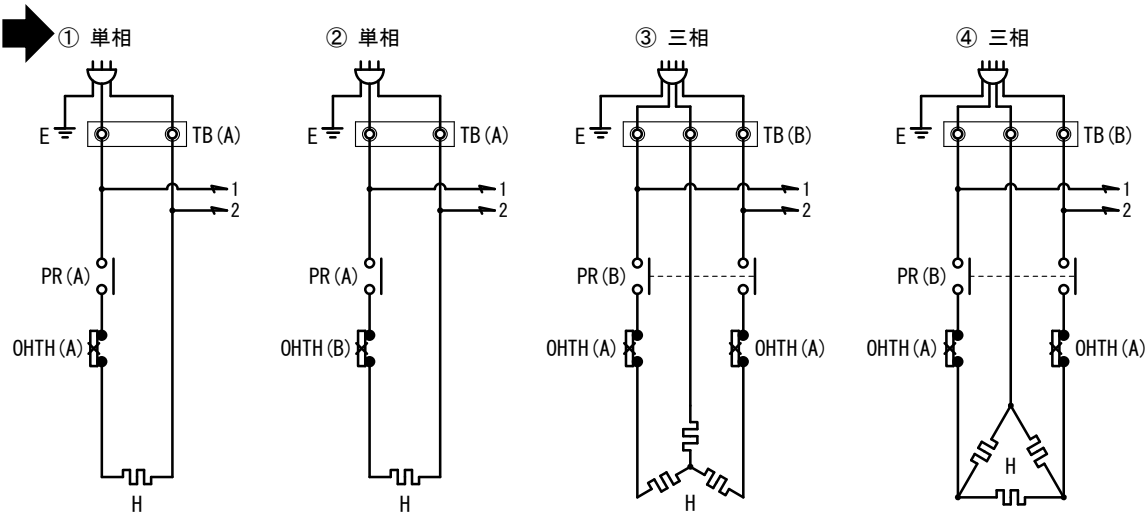 ① 単相
E
TB(A)
1
2
PR(A)
OHTH(A)
H
② 単相
E
TB(A)
1
2
PR(A)
OHTH(B)
H
③ 三相
E
TB(B)
1
2
PR(B)
OHTH(A)
OHTH(A)
H
④ 三相
E
TB(B)
1
2
PR(B)
OHTH(A)
OHTH(A)
H